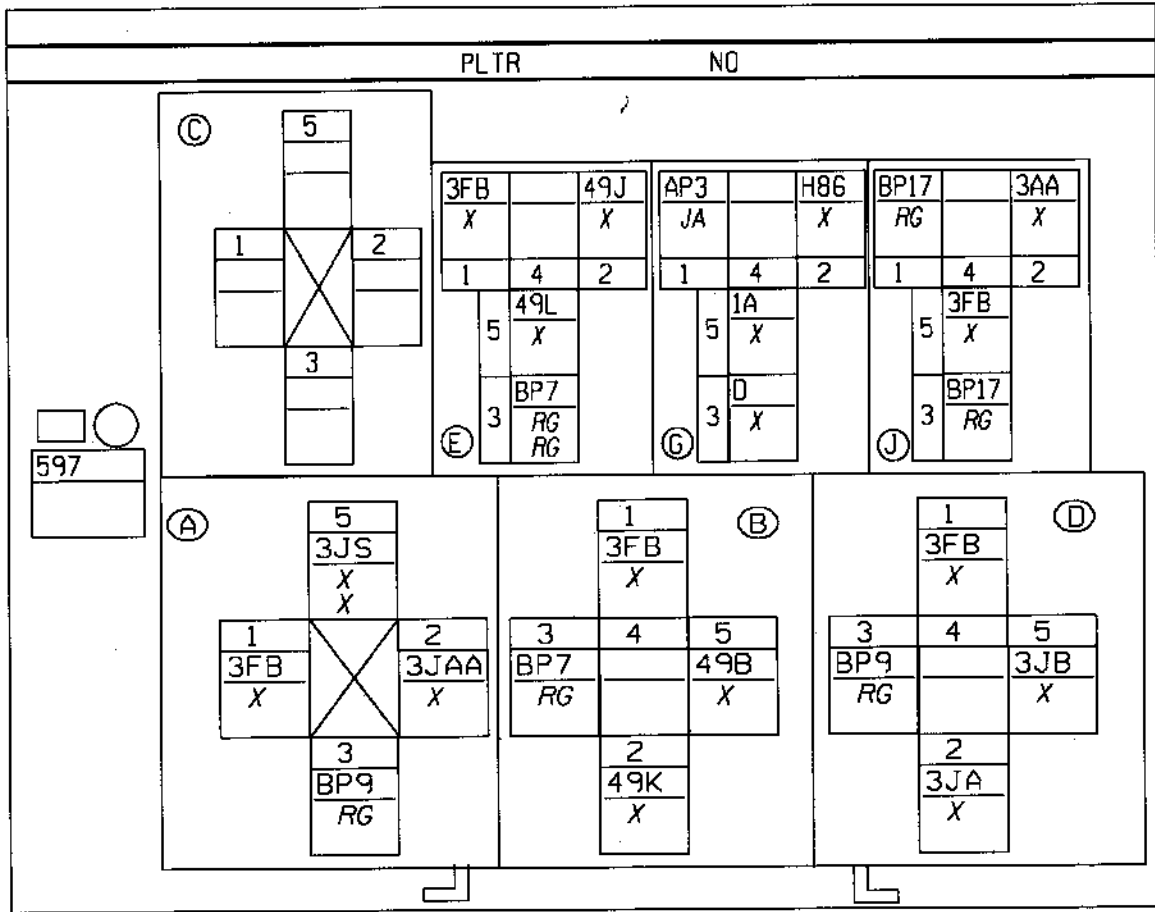 PLTR NO
C
5
1 2
3
3FB 49J
X X
1 4 2
49L
5 X
BP7
3 RG
RG
E
AP3 H86
JA X
1 4 2
1A
5 X
D
3 X
G
BP17 3AA
RG X
1 4 2
3FB
5 X
BP17
3 RG
J
597
A
5
3JS
X
X
1 2
3FB 3JAA
X X
3
BP9
RG
B
1
3FB
X
3 4 5
BP7 49B
RG X
2
49K
X
D
1
3FB
X
3 4 5
BP9 3JB
RG X
2
3JA
X